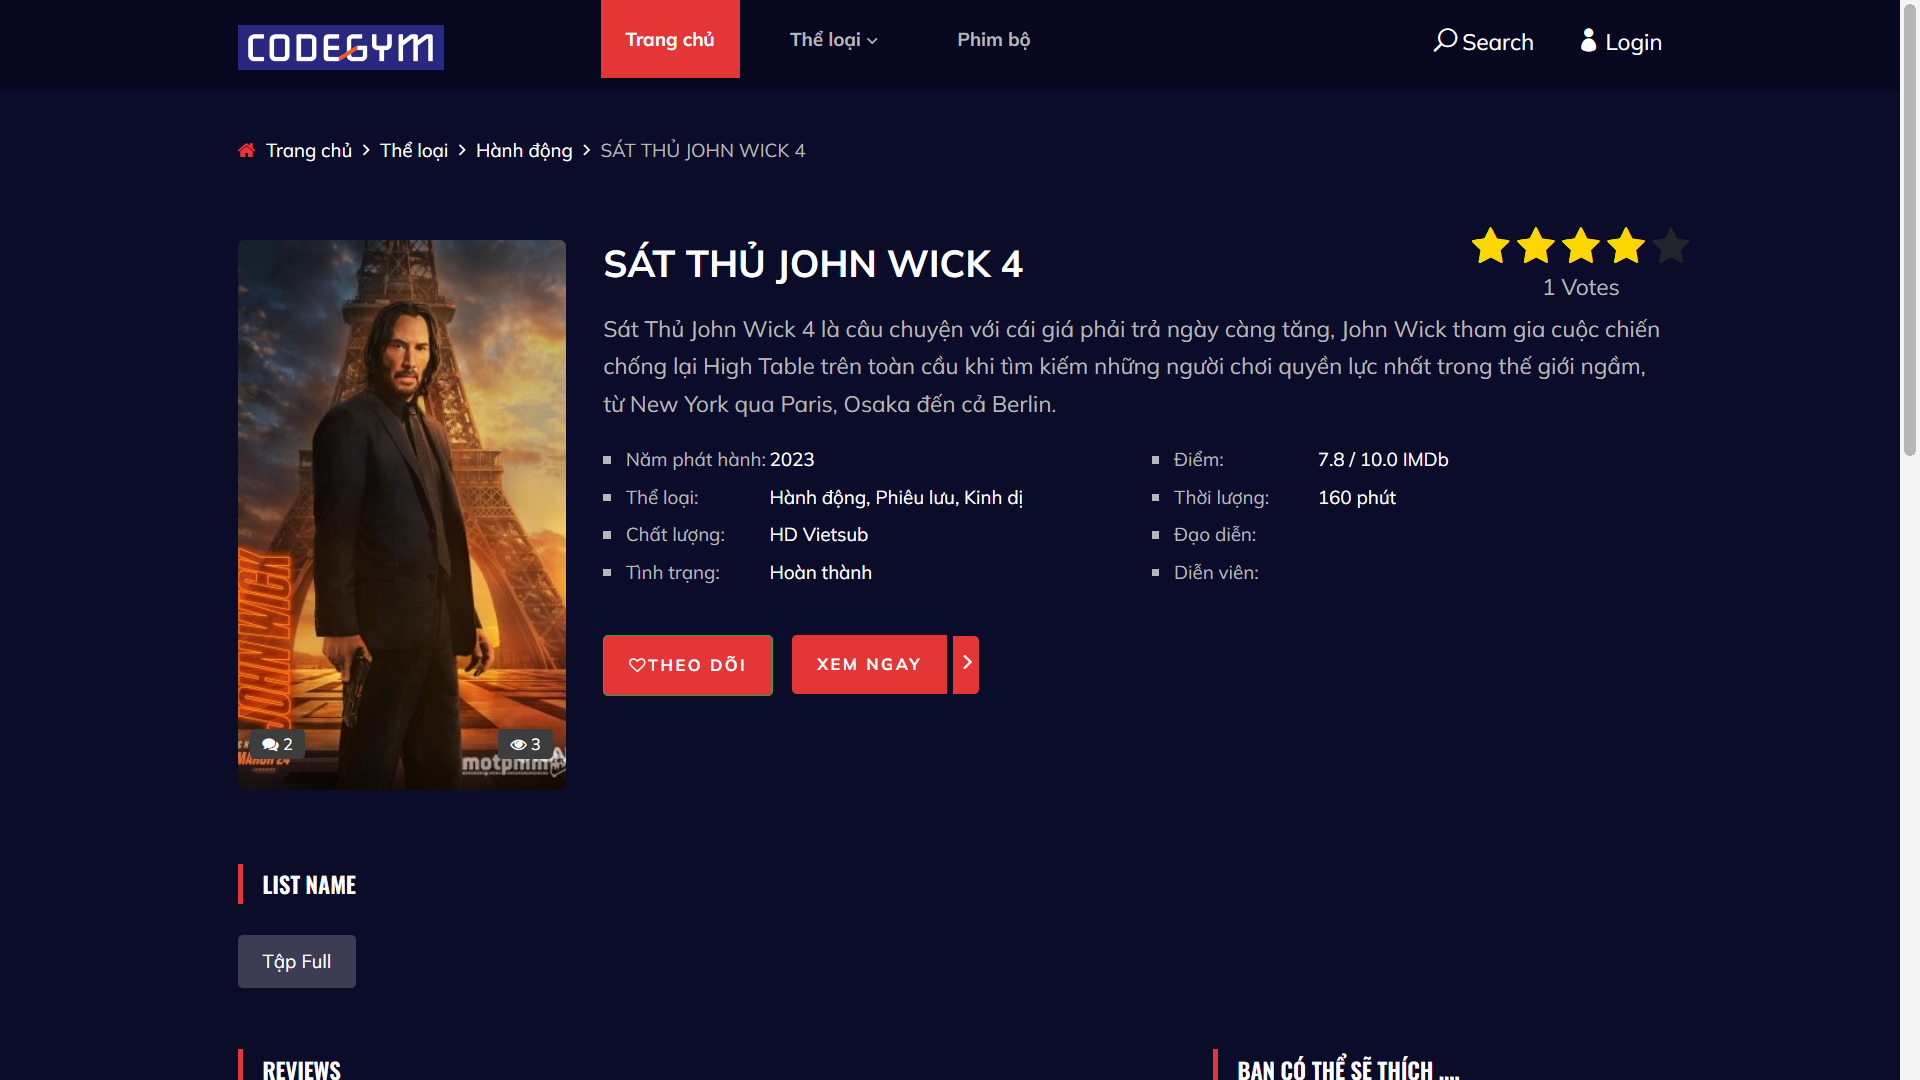 CODEGYM
Trang chủ
Thể loại
Phim bộ
Search
Login
Trang chủ
Thể loại
Hành động
SÁT THỦ JOHN WICK 4
SÁT THỦ JOHN WICK 4
1 Votes
Sát Thủ John Wick 4 là câu chuyện với cái giá phải trả ngày càng tăng, John Wick tham gia cuộc chiến
chống lại High Table trên toàn cầu khi tìm kiếm những người chơi quyền lực nhất trong thế giới ngầm,
từ New York qua Paris, Osaka đến cả Berlin.
Năm phát hành: 2023
Thể loại: Hành động, Phiêu lưu, Kinh dị
Chất lượng: HD Vietsub
Tình trạng: Hoàn thành
Điểm: 7.8 / 10.0 IMDb
Thời lượng: 160 phút
Đạo diễn:
Diễn viên:
THEO DÕI
XEM NGAY
JOHN WICK
MARCH 24
2
3
LIST NAME
Tập Full
REVIEWS
BẠN CÓ THỂ SẼ THÍCH ....